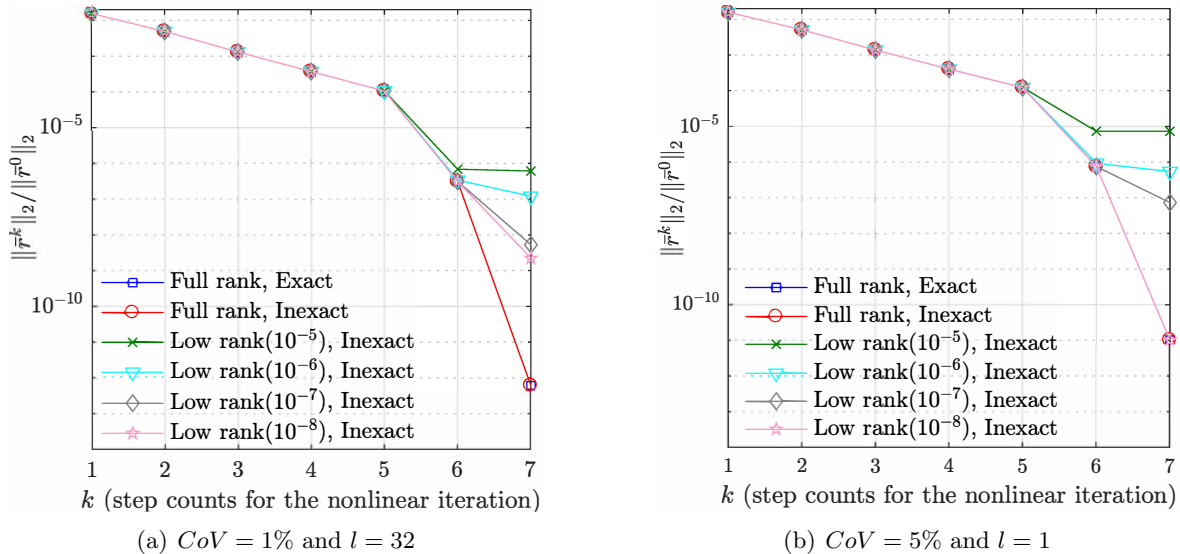 10^{-5}
10^{-10}
‖r̄^k‖_2/‖r̄^0‖_2
Full rank, Exact
Full rank, Inexact
Low rank(10^{-5}), Inexact
Low rank(10^{-6}), Inexact
Low rank(10^{-7}), Inexact
Low rank(10^{-8}), Inexact
1 2 3 4 5 6 7
k (step counts for the nonlinear iteration)
(a) CoV = 1% and l = 32
10^{-5}
10^{-10}
‖r̄^k‖_2/‖r̄^0‖_2
Full rank, Exact
Full rank, Inexact
Low rank(10^{-5}), Inexact
Low rank(10^{-6}), Inexact
Low rank(10^{-7}), Inexact
Low rank(10^{-8}), Inexact
1 2 3 4 5 6 7
k (step counts for the nonlinear iteration)
(b) CoV = 5% and l = 1